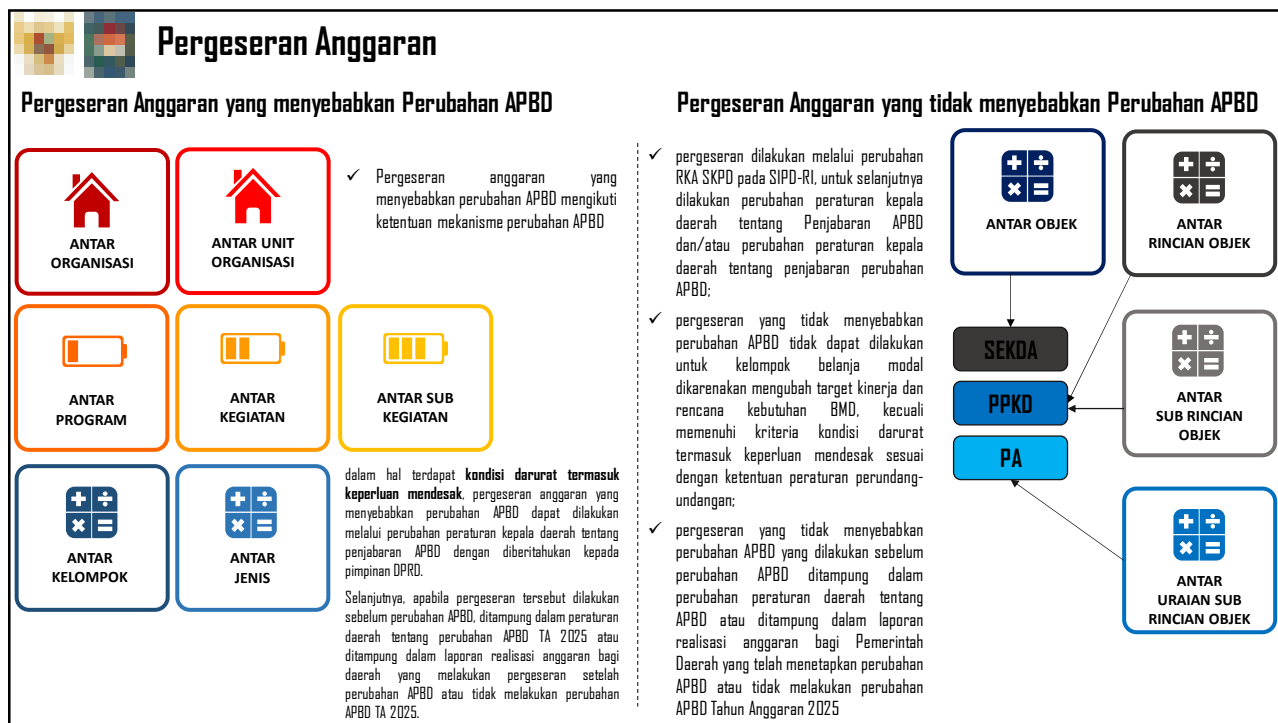 Pergeseran Anggaran
Pergeseran Anggaran yang menyebabkan Perubahan APBD
ANTAR
ORGANISASI
ANTAR UNIT
ORGANISASI
✓ Pergeseran anggaran yang
menyebabkan perubahan APBD mengikuti
ketentuan mekanisme perubahan APBD
ANTAR
PROGRAM
ANTAR
KEGIATAN
ANTAR SUB
KEGIATAN
ANTAR
KELOMPOK
ANTAR
JENIS
dalam hal terdapat kondisi darurat termasuk
keperluan mendesak, pergeseran anggaran yang
menyebabkan perubahan APBD dapat dilakukan
melalui perubahan peraturan kepala daerah tentang
penjabaran APBD dengan diberitahukan kepada
pimpinan DPRD.
Selanjutnya, apabila pergeseran tersebut dilakukan
sebelum perubahan APBD, ditampung dalam peraturan
daerah tentang perubahan APBD TA 2025 atau
ditampung dalam laporan realisasi anggaran bagi
daerah yang melakukan pergeseran setelah
perubahan APBD atau tidak melakukan perubahan
APBD TA 2025.
Pergeseran Anggaran yang tidak menyebabkan Perubahan APBD
✓ pergeseran dilakukan melalui perubahan
RKA SKPD pada SIPD-RI, untuk selanjutnya
dilakukan perubahan peraturan kepala
daerah tentang Penjabaran APBD
dan/atau perubahan peraturan kepala
daerah tentang penjabaran perubahan
APBD;
✓ pergeseran yang tidak menyebabkan
perubahan APBD tidak dapat dilakukan
untuk kelompok belanja modal
dikarenakan mengubah target kinerja dan
rencana kebutuhan BMD, kecuali
memenuhi kriteria kondisi darurat
termasuk keperluan mendesak sesuai
dengan ketentuan peraturan perundang-
undangan;
✓ pergeseran yang tidak menyebabkan
perubahan APBD yang dilakukan sebelum
perubahan APBD ditampung dalam
perubahan peraturan daerah tentang
APBD atau ditampung dalam laporan
realisasi anggaran bagi Pemerintah
Daerah yang telah menetapkan perubahan
APBD atau tidak melakukan perubahan
APBD Tahun Anggaran 2025
ANTAR OBJEK
ANTAR
RINCIAN OBJEK
SEKDA
PPKD
PA
ANTAR
SUB RINCIAN
OBJEK
ANTAR
URAIAN SUB
RINCIAN OBJEK